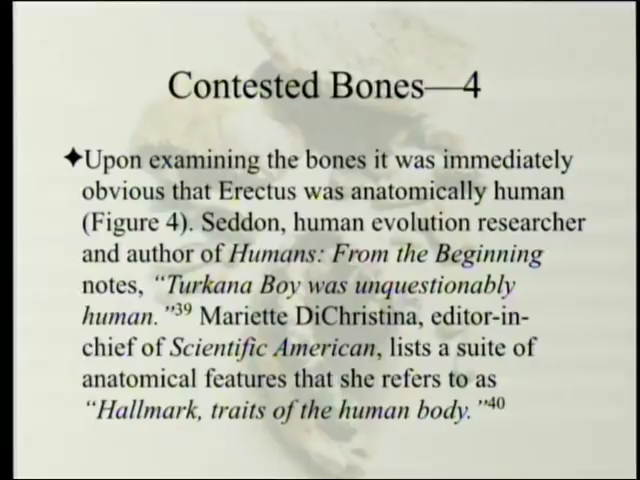 Contested Bones—4
✦Upon examining the bones it was immediately
obvious that Erectus was anatomically human
(Figure 4). Seddon, human evolution researcher
and author of Humans: From the Beginning
notes, “Turkana Boy was unquestionably
human.”39 Mariette DiChristina, editor-in-
chief of Scientific American, lists a suite of
anatomical features that she refers to as
“Hallmark, traits of the human body.”40